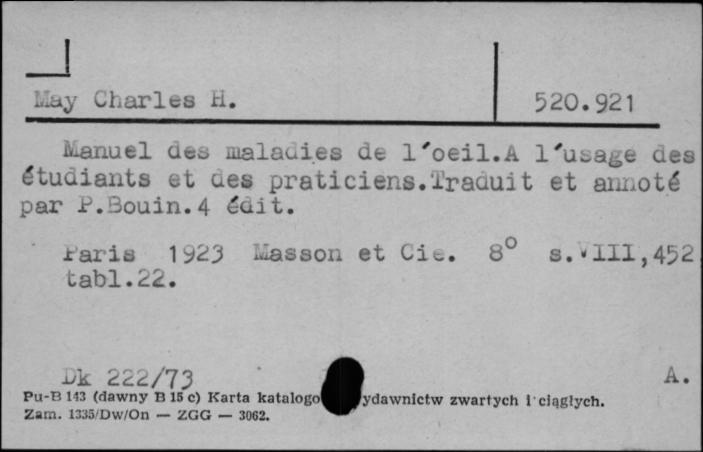 May Charles H.
520.921
Manuel des maladies de l'oeil.A l'usage des
étudiants et des praticiens.Traduit et annoté
par P.Bouin.4 édit.
Paris 1923 Masson et Cie. 8° s.VIII,452
tabl.22.
Dk 222/73 A.
Pu-B 143 (dawny B 15 c) Karta katalogo ydawnictw zwartych i ciągłych.
Zam. 1335/Dw/On — ZGG — 3062.